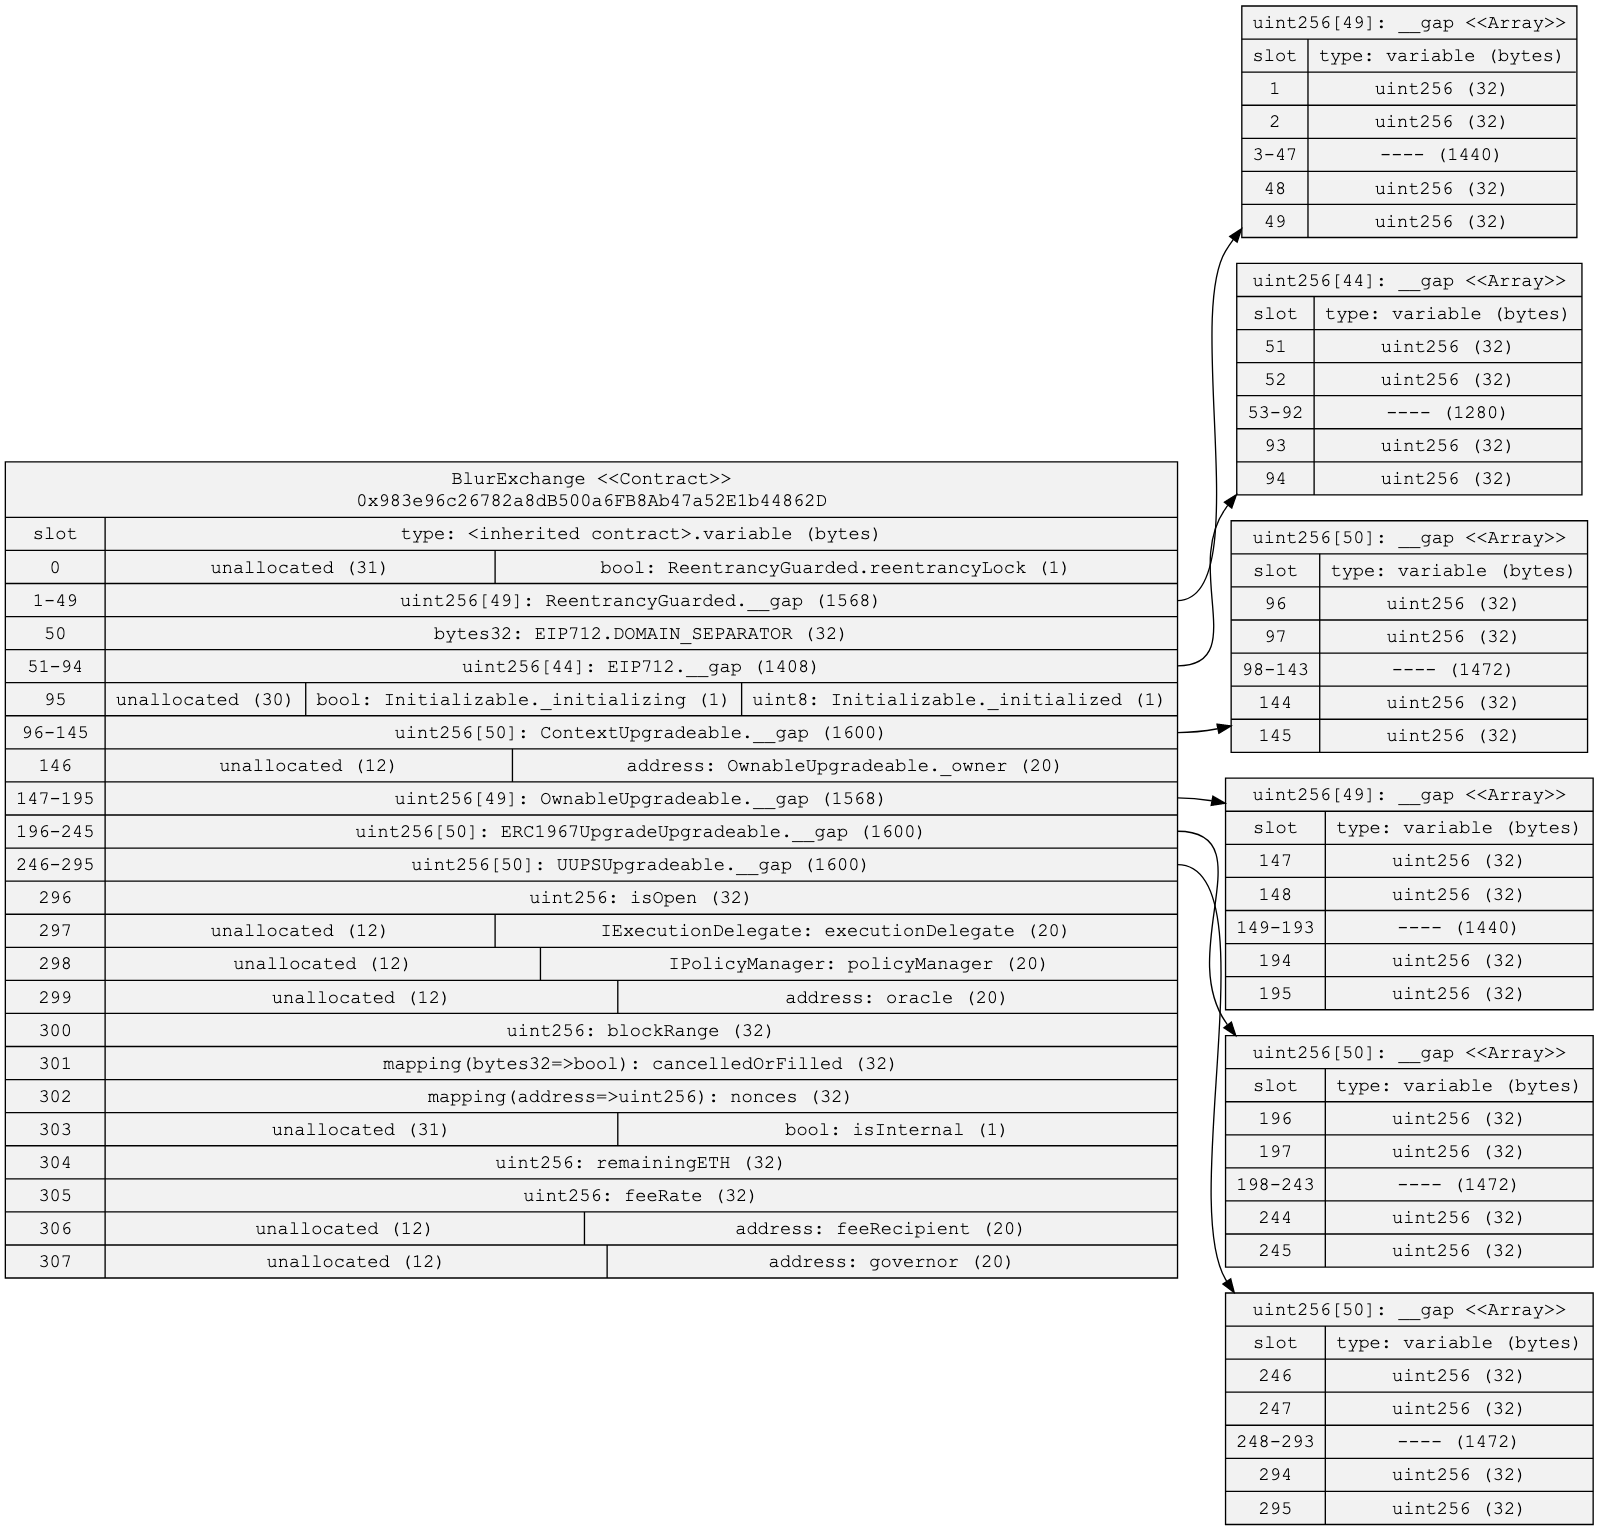 BlurExchange <<Contract>>
0x983e96c26782a8dB500a6FB8Ab47a52E1b44862D
slot type: <inherited contract>.variable (bytes)
0 unallocated (31) bool: ReentrancyGuarded.reentrancyLock (1)
1-49 uint256[49]: ReentrancyGuarded.__gap (1568)
50 bytes32: EIP712.DOMAIN_SEPARATOR (32)
51-94 uint256[44]: EIP712.__gap (1408)
95 unallocated (30) bool: Initializable._initializing (1) uint8: Initializable._initialized (1)
96-145 uint256[50]: ContextUpgradeable.__gap (1600)
146 unallocated (12) address: OwnableUpgradeable._owner (20)
147-195 uint256[49]: OwnableUpgradeable.__gap (1568)
196-245 uint256[50]: ERC1967UpgradeUpgradeable.__gap (1600)
246-295 uint256[50]: UUPSUpgradeable.__gap (1600)
296 uint256: isOpen (32)
297 unallocated (12) IExecutionDelegate: executionDelegate (20)
298 unallocated (12) IPolicyManager: policyManager (20)
299 unallocated (12) address: oracle (20)
300 uint256: blockRange (32)
301 mapping(bytes32=>bool): cancelledOrFilled (32)
302 mapping(address=>uint256): nonces (32)
303 unallocated (31) bool: isInternal (1)
304 uint256: remainingETH (32)
305 uint256: feeRate (32)
306 unallocated (12) address: feeRecipient (20)
307 unallocated (12) address: governor (20)
uint256[49]: __gap <<Array>>
slot type: variable (bytes)
1 uint256 (32)
2 uint256 (32)
3-47 ---- (1440)
48 uint256 (32)
49 uint256 (32)
uint256[44]: __gap <<Array>>
slot type: variable (bytes)
51 uint256 (32)
52 uint256 (32)
53-92 ---- (1280)
93 uint256 (32)
94 uint256 (32)
uint256[50]: __gap <<Array>>
slot type: variable (bytes)
96 uint256 (32)
97 uint256 (32)
98-143 ---- (1472)
144 uint256 (32)
145 uint256 (32)
uint256[49]: __gap <<Array>>
slot type: variable (bytes)
147 uint256 (32)
148 uint256 (32)
149-193 ---- (1440)
194 uint256 (32)
195 uint256 (32)
uint256[50]: __gap <<Array>>
slot type: variable (bytes)
196 uint256 (32)
197 uint256 (32)
198-243 ---- (1472)
244 uint256 (32)
245 uint256 (32)
uint256[50]: __gap <<Array>>
slot type: variable (bytes)
246 uint256 (32)
247 uint256 (32)
248-293 ---- (1472)
294 uint256 (32)
295 uint256 (32)